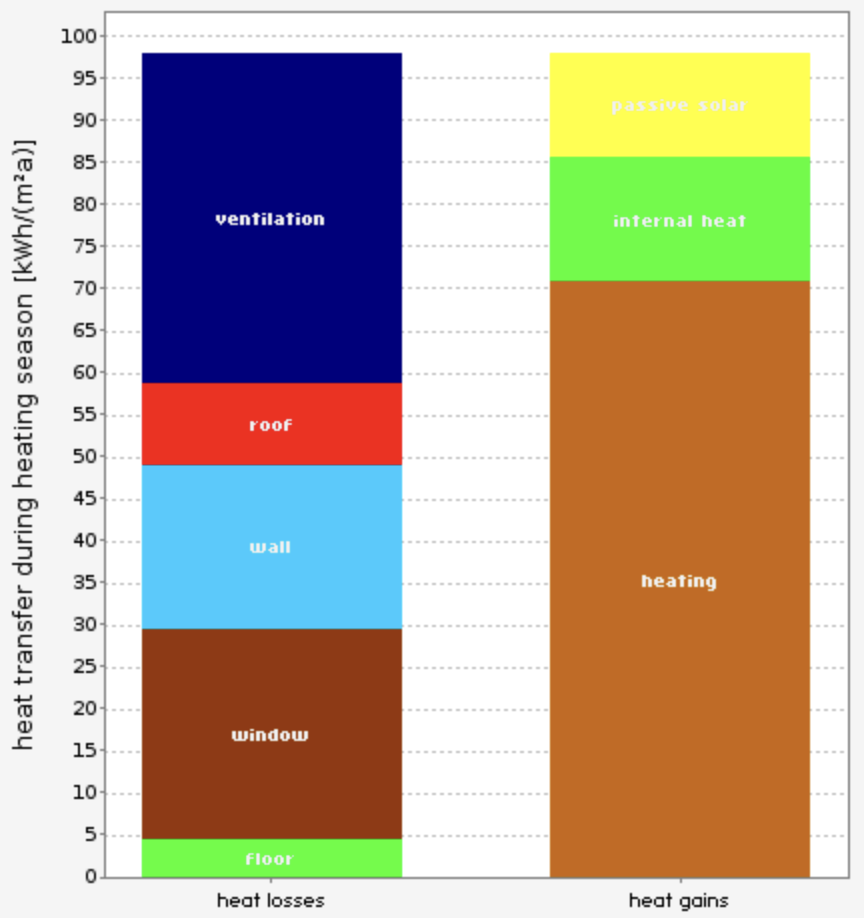 heat transfer during heating season [kWh/(m²a)]
100
95
90
85
80
75
70
65
60
55
50
45
40
35
30
25
20
15
10
5
0
ventilation
roof
wall
window
floor
passive solar
internal heat
heating
heat losses
heat gains